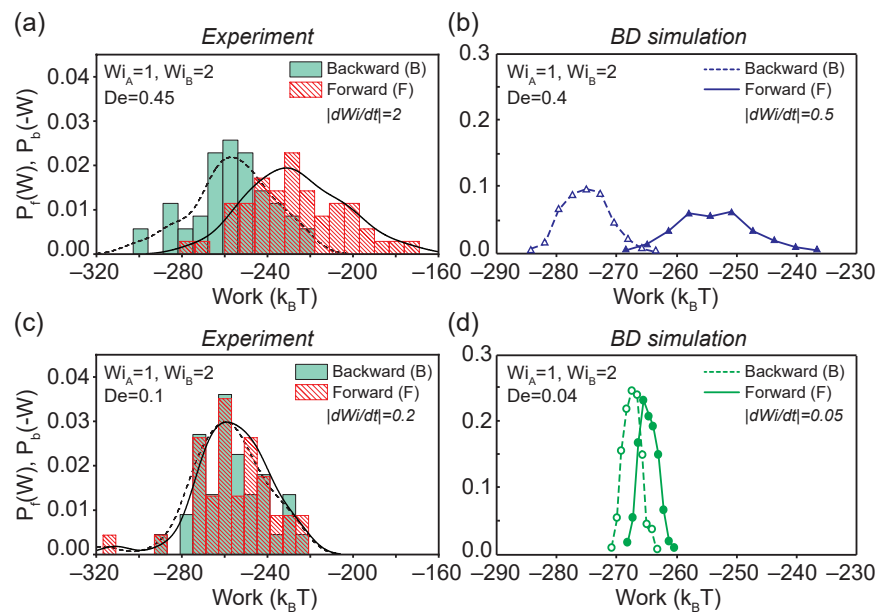 (a)
Experiment
Wi_A=1, Wi_B=2
De=0.45
Backward (B)
Forward (F)
|dWi/dt|=2
P_f(W), P_b(-W)
0.04
0.03
0.02
0.01
0.00
−320
−280
−240
−200
−160
Work (k_BT)
(b)
BD simulation
Wi_A=1, Wi_B=2
De=0.4
Backward (B)
Forward (F)
|dWi/dt|=0.5
0.3
0.2
0.1
0.0
−290
−280
−270
−260
−250
−240
−230
Work (k_BT)
(c)
Experiment
Wi_A=1, Wi_B=2
De=0.1
Backward (B)
Forward (F)
|dWi/dt|=0.2
P_f(W), P_b(-W)
0.04
0.03
0.02
0.01
0.00
−320
−280
−240
−200
−160
Work (k_BT)
(d)
BD simulation
Wi_A=1, Wi_B=2
De=0.04
Backward (B)
Forward (F)
|dWi/dt|=0.05
0.3
0.2
0.1
0.0
−290
−280
−270
−260
−250
−240
−230
Work (k_BT)